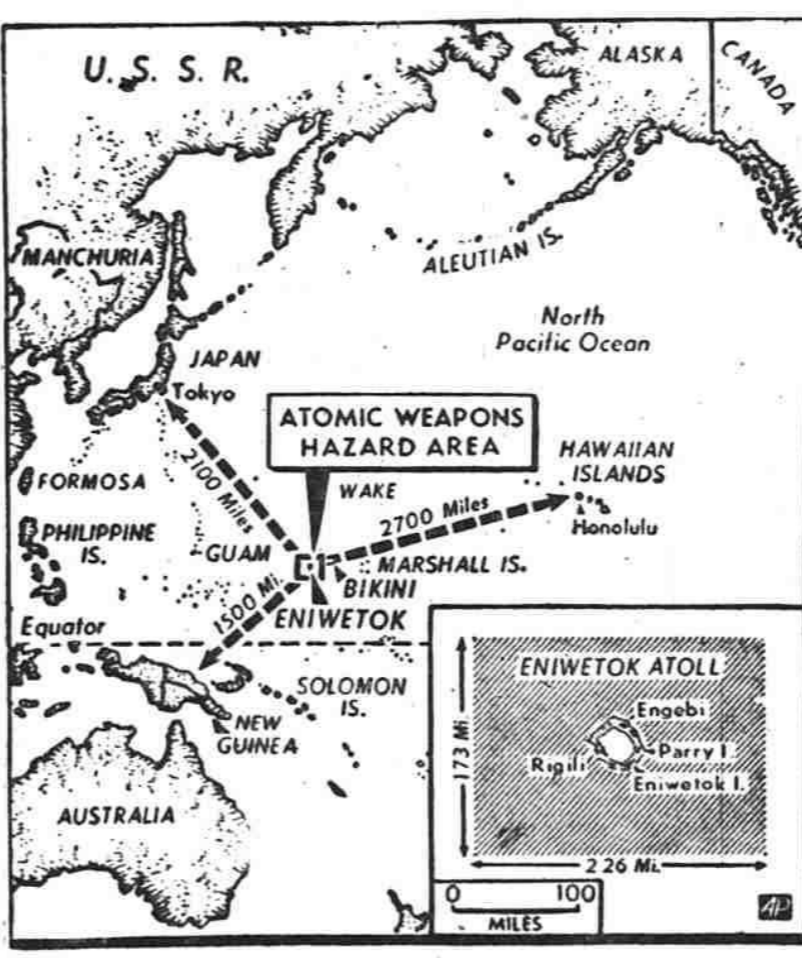 U. S. S. R.
ALASKA
CANADA
MANCHURIA
ALEUTIAN IS.
North
Pacific Ocean
JAPAN
Tokyo
ATOMIC WEAPONS
HAZARD AREA
HAWAIIAN
ISLANDS
FORMOSA
2100 Miles
WAKE
2700 Miles
Honolulu
PHILIPPINE
IS.
GUAM
MARSHALL IS.
BIKINI
1500 Mi.
ENIWETOK
Equator
SOLOMON
IS.
NEW
GUINEA
AUSTRALIA
ENIWETOK ATOLL
Engebi
173 Mi.
Rigili
Parry I.
Eniwetok I.
226 Mi.
0 100
MILES
AP